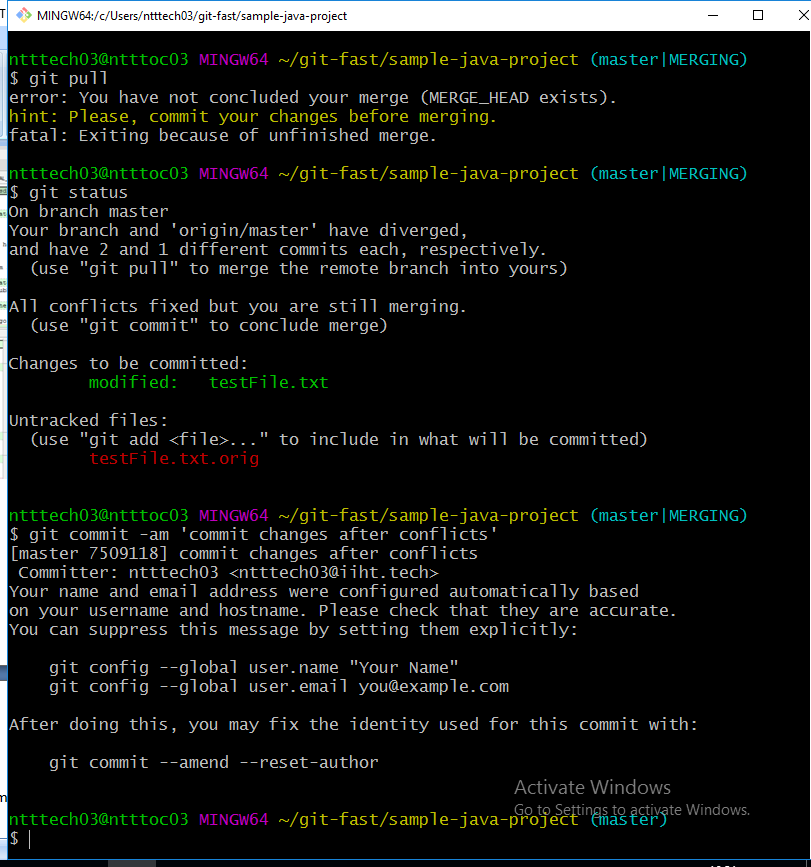 MINGW64:/c/Users/ntttech03/git-fast/sample-java-project
ntttech03@ntttoc03 MINGW64 ~/git-fast/sample-java-project (master|MERGING)
$ git pull
error: You have not concluded your merge (MERGE_HEAD exists).
hint: Please, commit your changes before merging.
fatal: Exiting because of unfinished merge.
ntttech03@ntttoc03 MINGW64 ~/git-fast/sample-java-project (master|MERGING)
$ git status
On branch master
Your branch and 'origin/master' have diverged,
and have 2 and 1 different commits each, respectively.
(use "git pull" to merge the remote branch into yours)
All conflicts fixed but you are still merging.
(use "git commit" to conclude merge)
Changes to be committed:
modified: testFile.txt
Untracked files:
(use "git add <file>..." to include in what will be committed)
testFile.txt.orig
ntttech03@ntttoc03 MINGW64 ~/git-fast/sample-java-project (master|MERGING)
$ git commit -am 'commit changes after conflicts'
[master 7509118] commit changes after conflicts
Committer: ntttech03 <ntttech03@iiht.tech>
Your name and email address were configured automatically based
on your username and hostname. Please check that they are accurate.
You can suppress this message by setting them explicitly:
git config --global user.name "Your Name"
git config --global user.email you@example.com
After doing this, you may fix the identity used for this commit with:
git commit --amend --reset-author
Activate Windows
Go to Settings to activate Windows.
ntttech03@ntttoc03 MINGW64 ~/git-fast/sample-java-project (master)
$